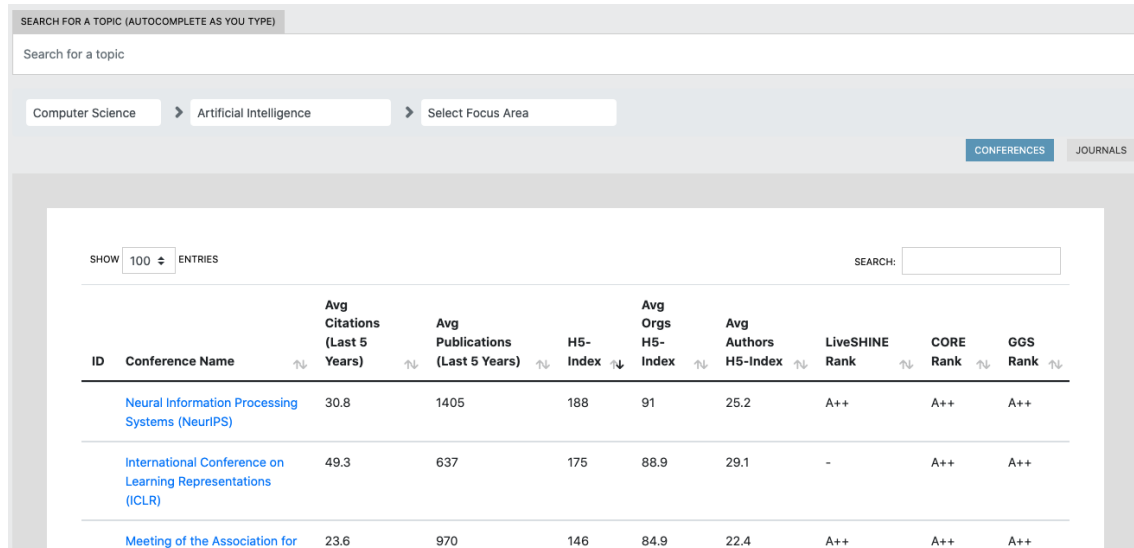 SEARCH FOR A TOPIC (AUTOCOMPLETE AS YOU TYPE)
Search for a topic
Computer Science > Artificial Intelligence > Select Focus Area
CONFERENCES JOURNALS
SHOW 100 ENTRIES SEARCH:
Avg Avg
Citations Avg Orgs Avg
(Last 5 Publications H5- H5- Authors LiveSHINE CORE GGS
ID Conference Name Years) (Last 5 Years) Index Index H5-Index Rank Rank Rank
Neural Information Processing 30.8 1405 188 91 25.2 A++ A++ A++
Systems (NeurIPS)
International Conference on 49.3 637 175 88.9 29.1 - A++ A++
Learning Representations
(ICLR)
Meeting of the Association for 23.6 970 146 84.9 22.4 A++ A++ A++